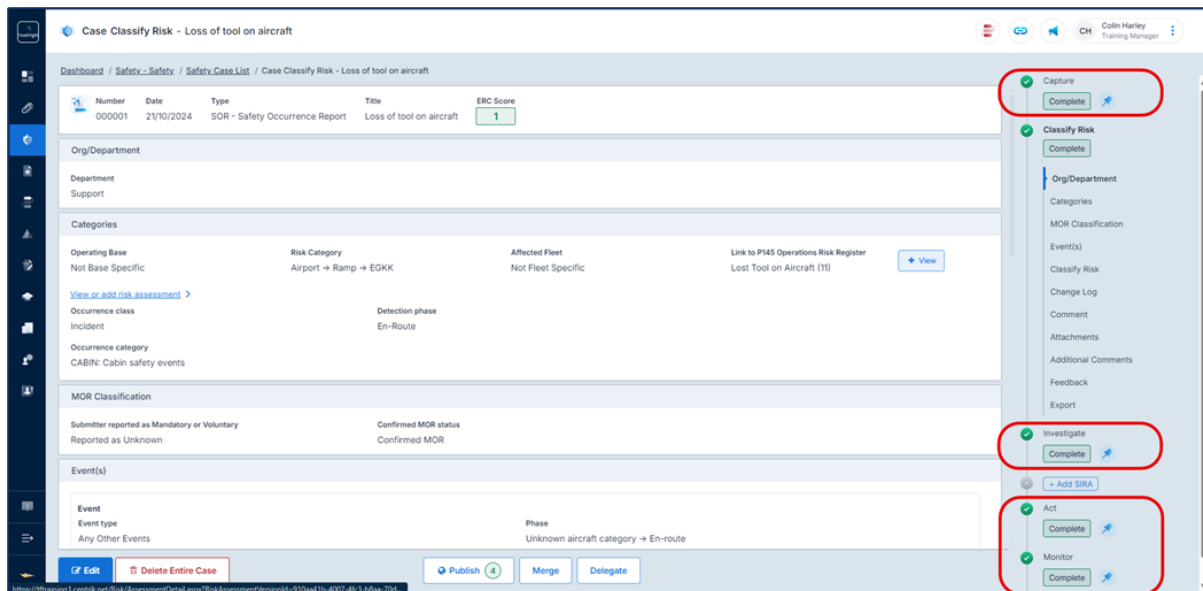 Case Classify Risk - Loss of tool on aircraft
CH
Colin Harley
Training Manager
Dashboard / Safety - Safety / Safety Case List / Case Classify Risk - Loss of tool on aircraft
Number Date Type Title ERC Score
000001 21/10/2024 SOR - Safety Occurrence Report Loss of tool on aircraft 1
Org/Department
Department
Support
Categories
Operating Base Risk Category Affected Fleet Link to P145 Operations Risk Register
Not Base Specific Airport → Ramp → EGKK Not Fleet Specific Lost Tool on Aircraft (11) + View
View or add risk assessment >
Occurrence class Detection phase
Incident En-Route
Occurrence category
CABIN: Cabin safety events
MOR Classification
Submitter reported as Mandatory or Voluntary Confirmed MOR status
Reported as Unknown Confirmed MOR
Event(s)
Event
Event type Phase
Any Other Events Unknown aircraft category → En-route
Edit Delete Entire Case Publish 4 Merge Delegate
Capture
Complete
Classify Risk
Complete
Org/Department
Categories
MOR Classification
Event(s)
Classify Risk
Change Log
Comment
Attachments
Additional Comments
Feedback
Export
Investigate
Complete
+ Add SIRA
Act
Complete
Monitor
Complete